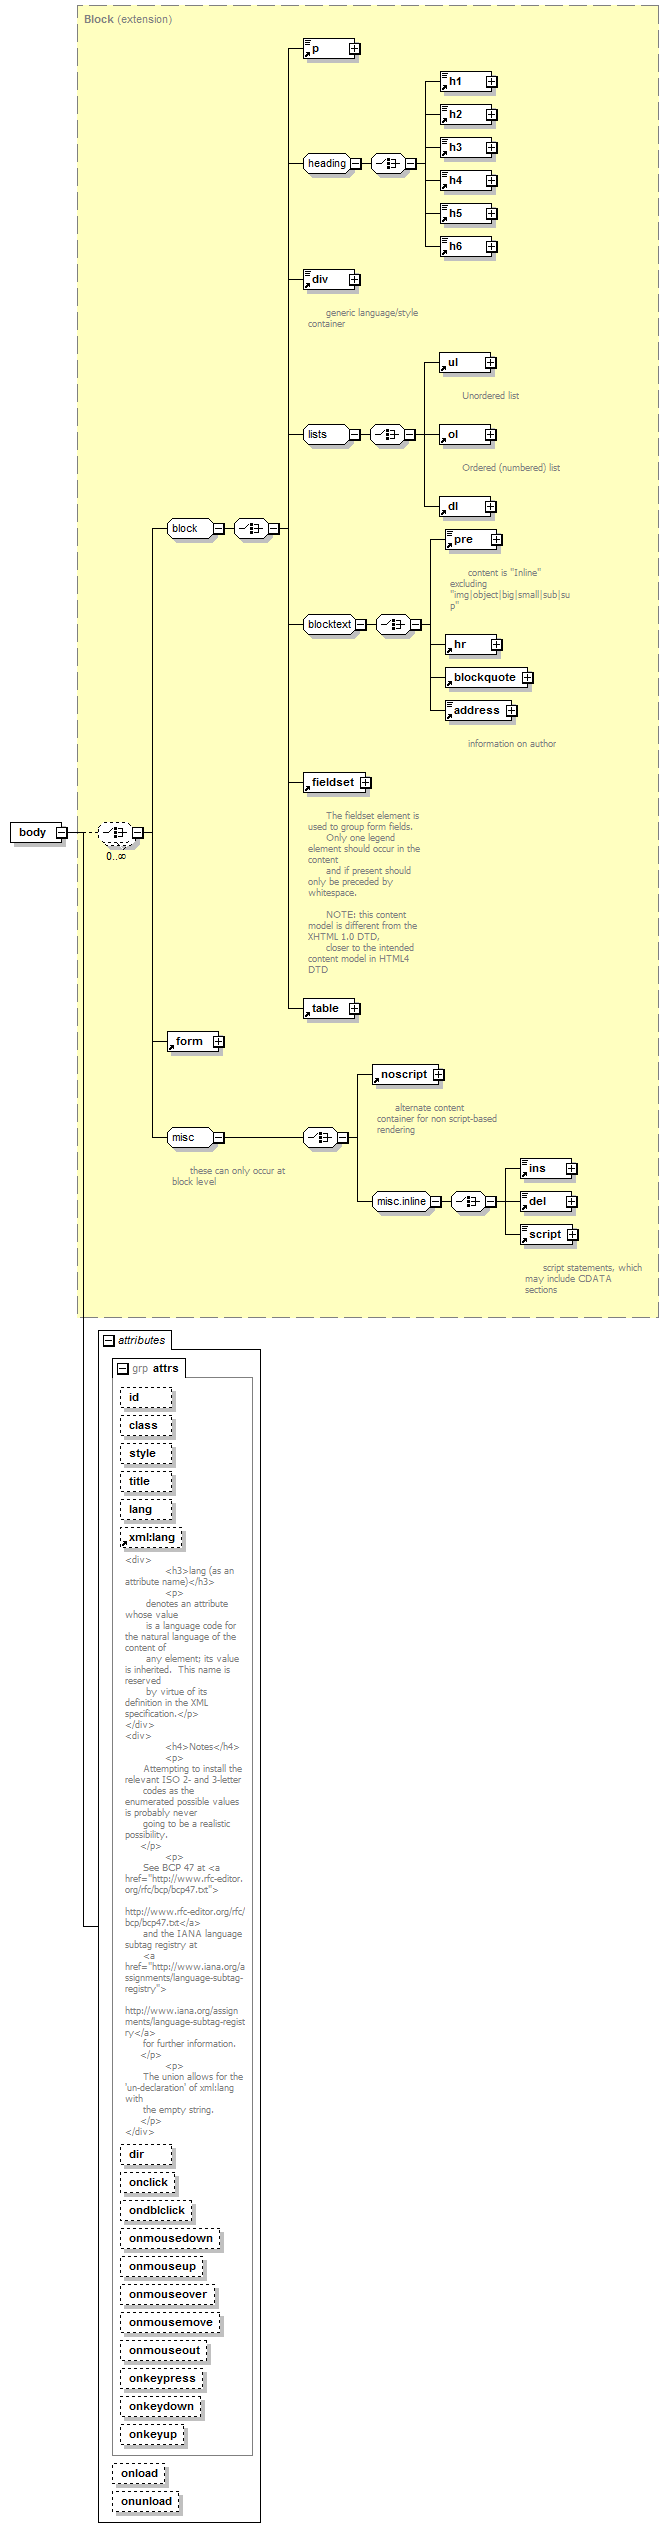 Block (extension)
p
heading
h1
h2
h3
h4
h5
h6
div
generic language/style
container
lists
ul
Unordered list
ol
Ordered (numbered) list
dl
block
blocktext
pre
content is "Inline"
excluding
"img|object|big|small|sub|su
p"
hr
blockquote
address
information on author
fieldset
The fieldset element is
used to group form fields.
Only one legend
element should occur in the
content
and if present should
only be preceded by
whitespace.
NOTE: this content
model is different from the
XHTML 1.0 DTD,
closer to the intended
content model in HTML4
DTD
body
0..∞
table
form
misc
these can only occur at
block level
noscript
alternate content
container for non script-based
rendering
misc.inline
ins
del
script
script statements, which
may include CDATA
sections
attributes
grp attrs
id
class
style
title
lang
xml:lang
<div>
<h3>lang (as an
attribute name)</h3>
<p>
denotes an attribute
whose value
is a language code for
the natural language of the
content of
any element; its value
is inherited.  This name is
reserved
by virtue of its
definition in the XML
specification.</p>
</div>
<div>
<h4>Notes</h4>
<p>
Attempting to install the
relevant ISO 2- and 3-letter
codes as the
enumerated possible values
is probably never
going to be a realistic
possibility.
</p>
<p>
See BCP 47 at <a
href="http://www.rfc-editor.
org/rfc/bcp/bcp47.txt">
http://www.rfc-editor.org/rfc/
bcp/bcp47.txt</a>
and the IANA language
subtag registry at
<a
href="http://www.iana.org/a
ssignments/language-subtag-
registry">
http://www.iana.org/assign
ments/language-subtag-regist
ry</a>
for further information.
</p>
<p>
The union allows for the
'un-declaration' of xml:lang
with
the empty string.
</p>
</div>
dir
onclick
ondblclick
onmousedown
onmouseup
onmouseover
onmousemove
onmouseout
onkeypress
onkeydown
onkeyup
onload
onunload